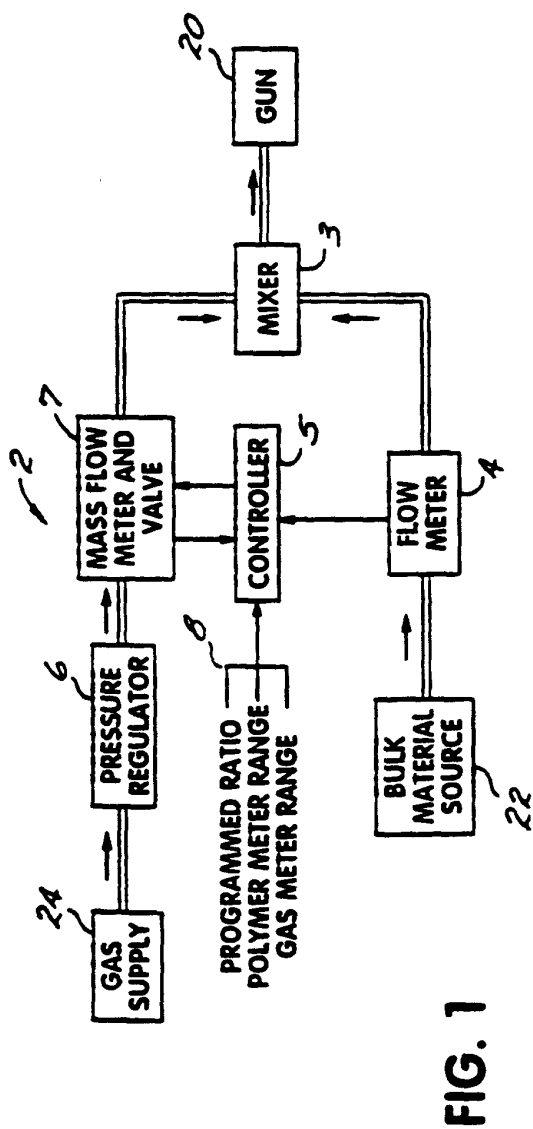 2
24
GAS
SUPPLY
6
PRESSURE
REGULATOR
7
MASS FLOW
METER AND
VALVE
20
GUN
MIXER
3
8
PROGRAMMED RATIO
POLYMER METER RANGE
GAS METER RANGE
CONTROLLER
5
BULK
MATERIAL
SOURCE
22
FLOW
METER
4
FIG. 1